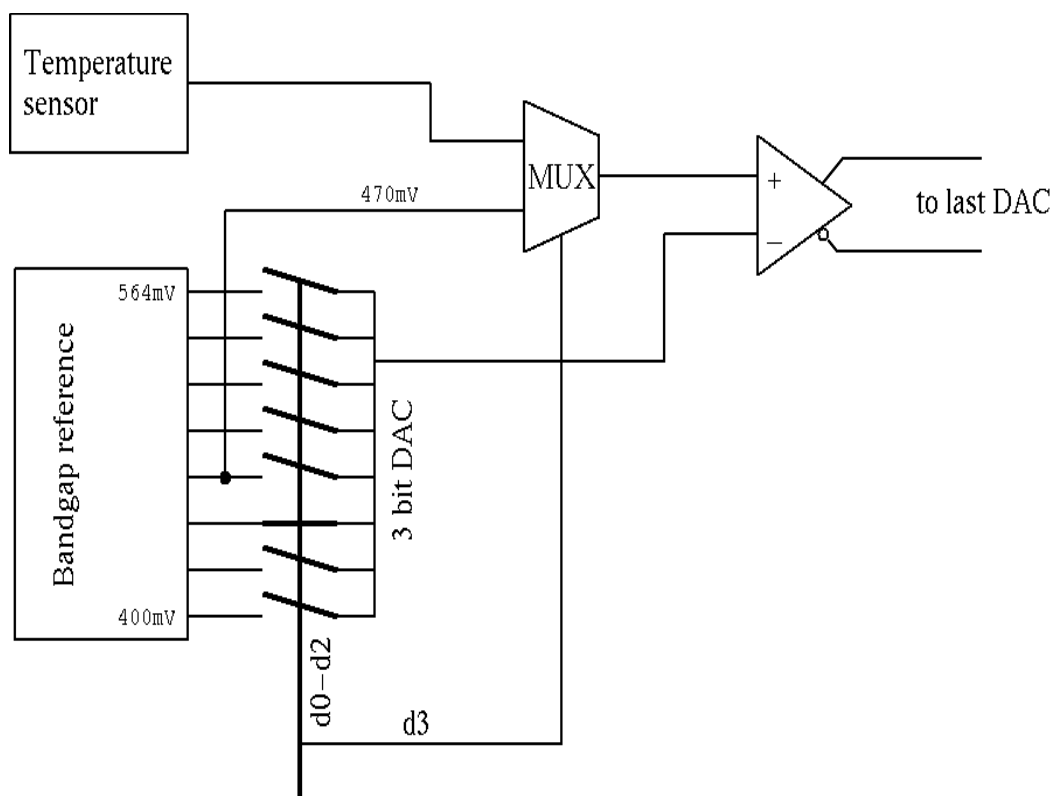 Temperature
sensor
MUX
+
−
to last DAC
470mV
564mV
Bandgap reference
400mV
3 bit DAC
d0−d2
d3